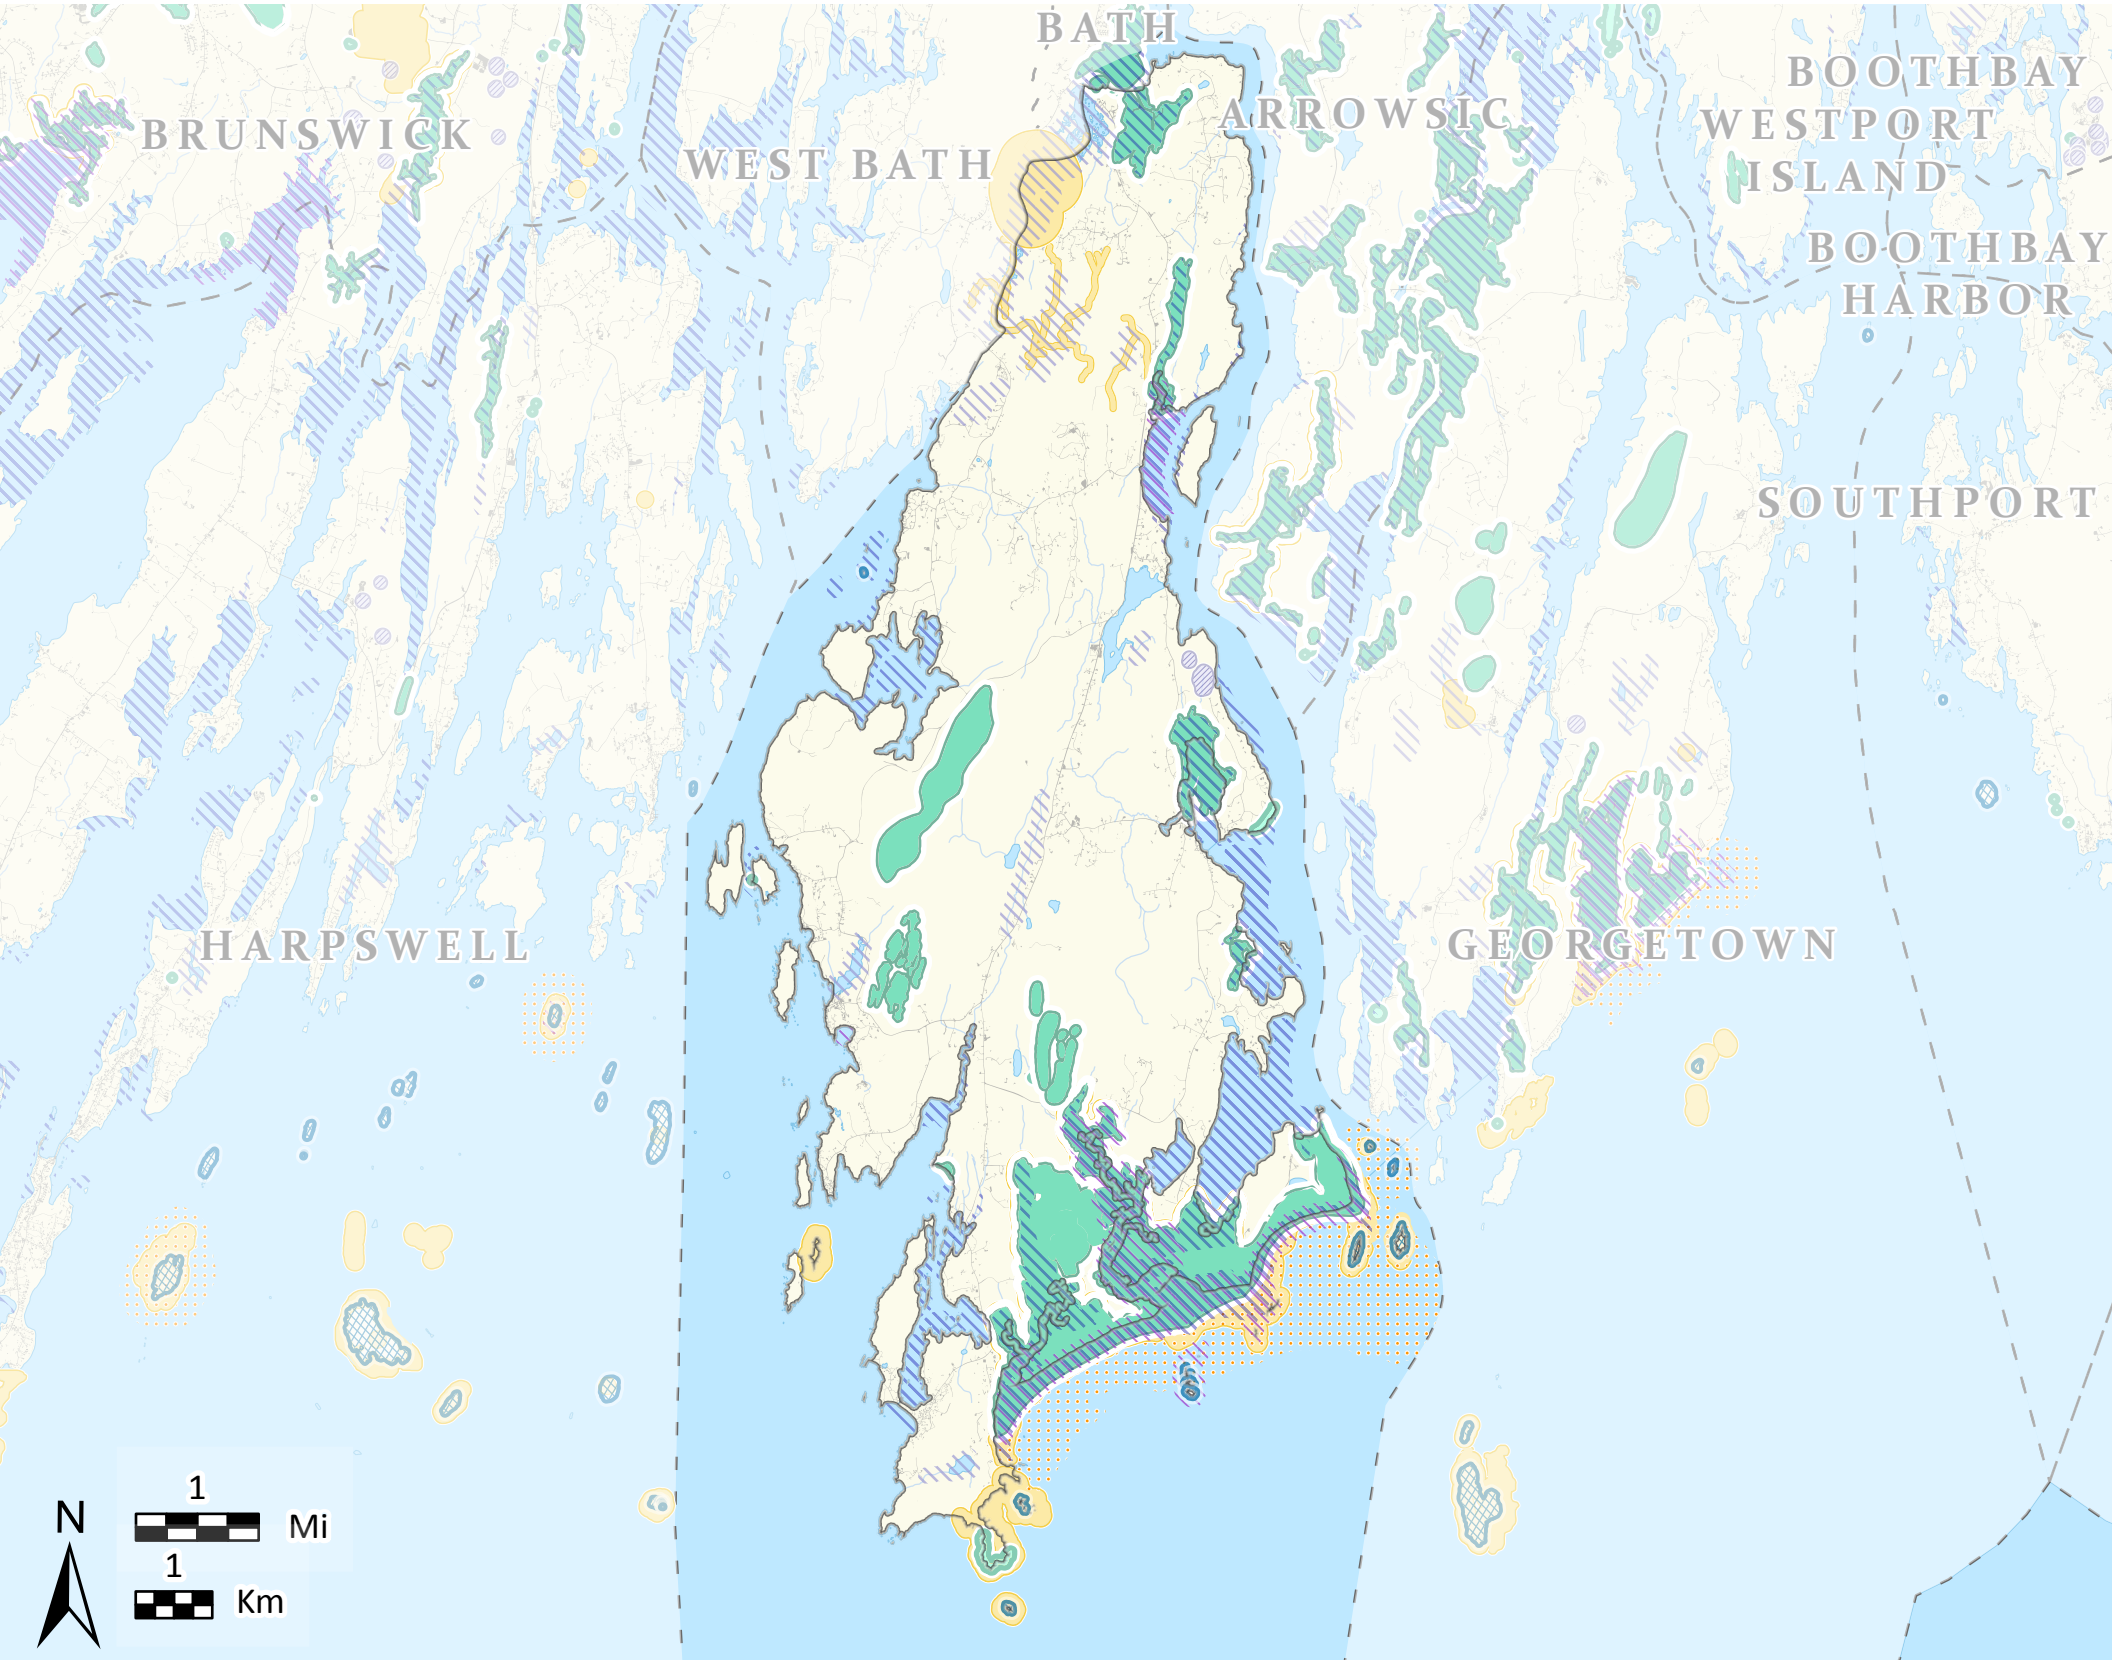 BATH
BOOTHBAY
ARROWSIC
WESTPORT
ISLAND
BRUNSWICK
WEST BATH
BOOTHBAY
HARBOR
SOUTHPORT
HARPSWELL
GEORGETOWN
N
1
Mi
1
Km